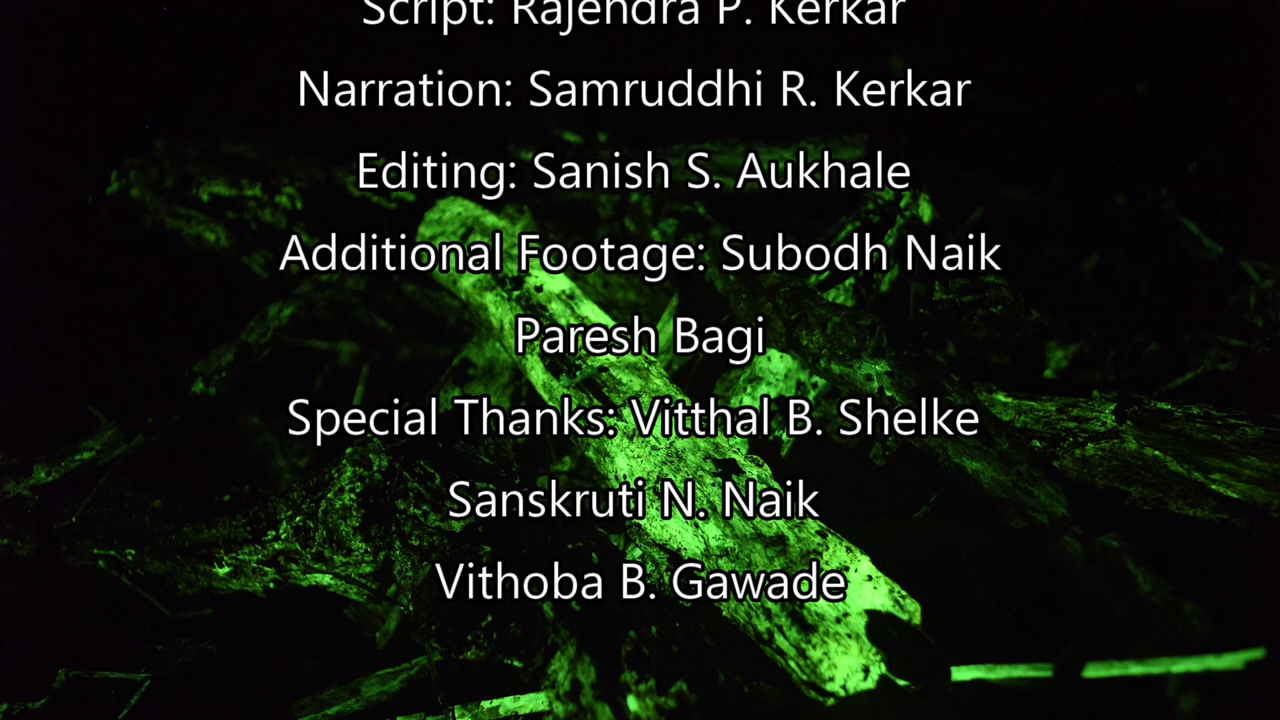 Script: Rajendra P. Kerkar
Narration: Samruddhi R. Kerkar
Editing: Sanish S. Aukhale
Additional Footage: Subodh Naik
Paresh Bagi
Special Thanks: Vitthal B. Shelke
Sanskruti N. Naik
Vithoba B. Gawade